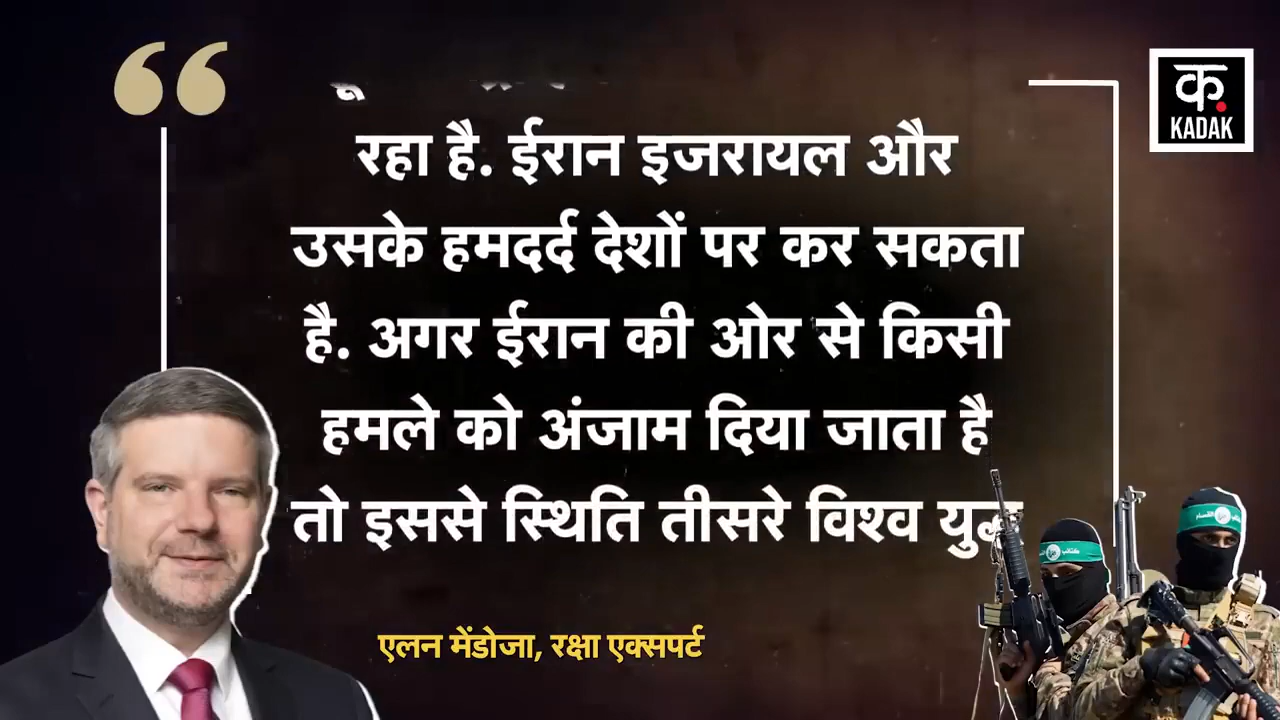 क.
KADAK
रहा है. ईरान इजरायल और
उसके हमदर्द देशों पर कर सकता
है. अगर ईरान की ओर से किसी
हमले को अंजाम दिया जाता है
तो इससे स्थिति तीसरे विश्व युद्ध
एलन मेंडोजा, रक्षा एक्सपर्ट